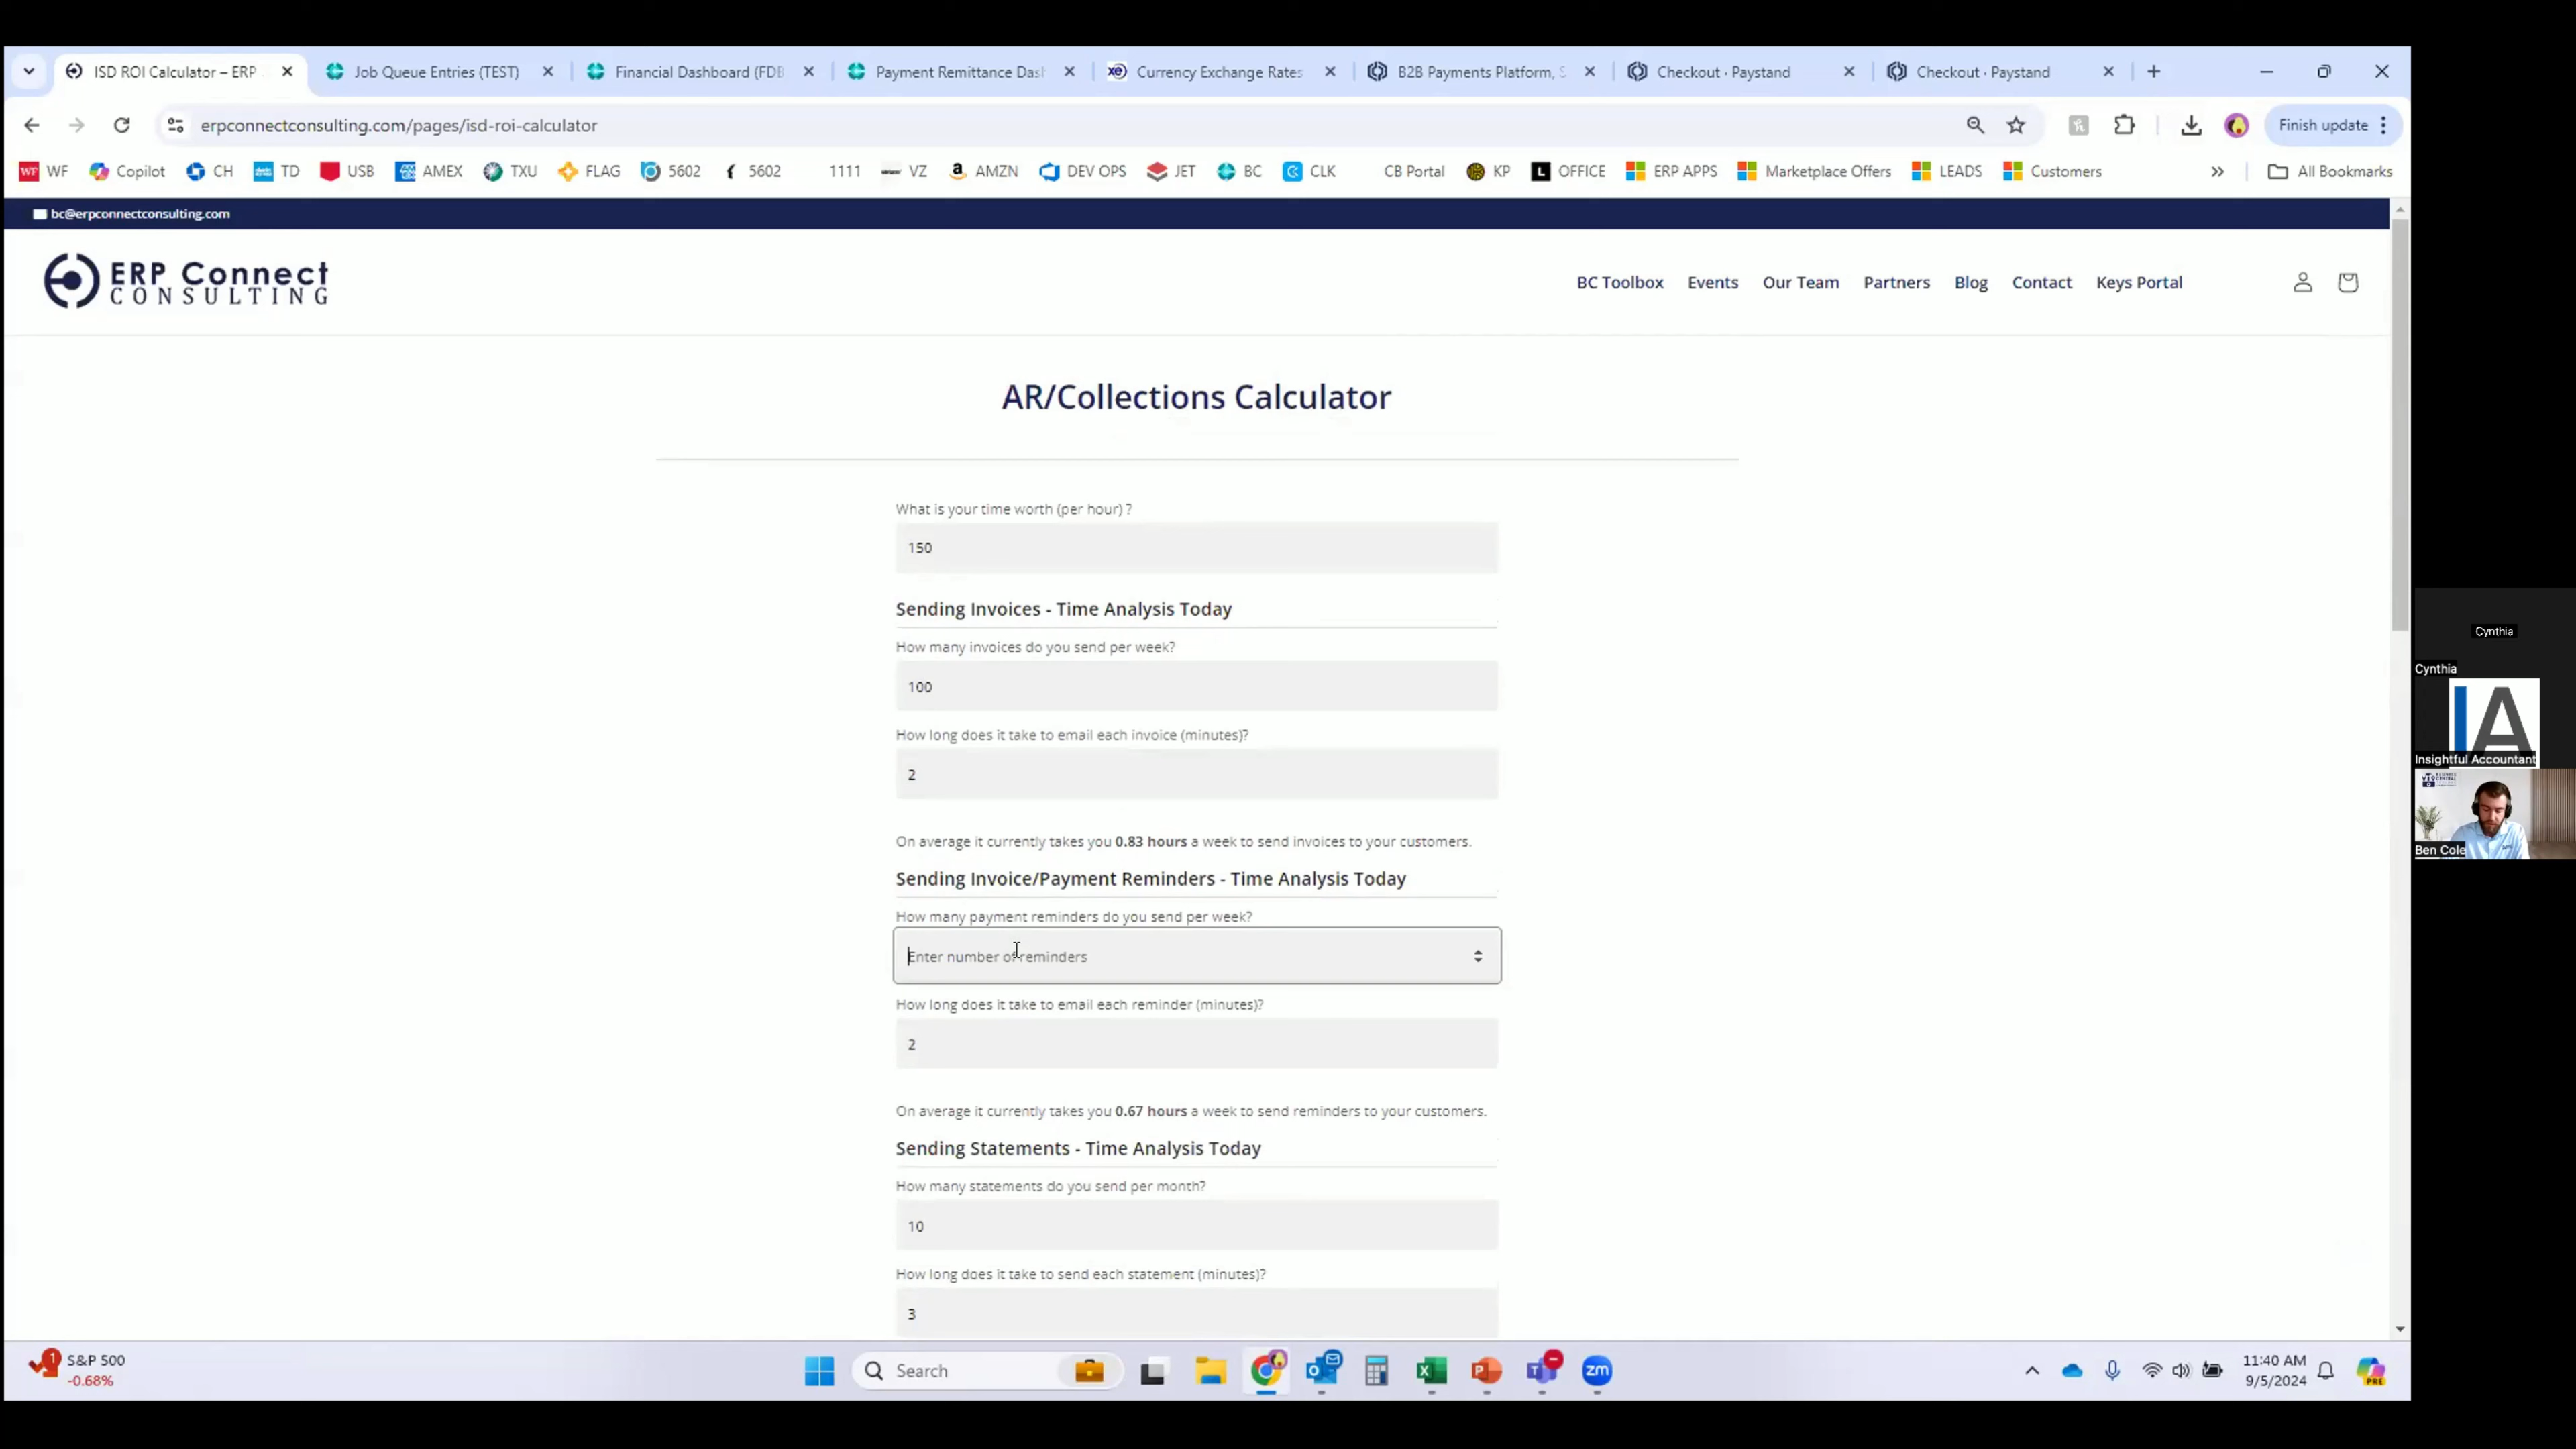 ISD ROI Calculator – ERP
Job Queue Entries (TEST)
Financial Dashboard (FDB
Payment Remittance Das
Currency Exchange Rates
B2B Payments Platform, S
Checkout · Paystand
Checkout · Paystand
erpconnectconsulting.com/pages/isd-roi-calculator
Finish update
WF WF
Copilot
CH
TD
USB
AMEX
TXU
FLAG
5602
5602
1111
VZ
AMZN
DEV OPS
JET
BC
CLK
CB Portal
KP
L OFFICE
ERP APPS
Marketplace Offers
LEADS
Customers
All Bookmarks
bc@erpconnectconsulting.com
ERP Connect
CONSULTING
BC Toolbox
Events
Our Team
Partners
Blog
Contact
Keys Portal
AR/Collections Calculator
What is your time worth (per hour) ?
150
Sending Invoices - Time Analysis Today
How many invoices do you send per week?
100
How long does it take to email each invoice (minutes)?
2
On average it currently takes you 0.83 hours a week to send invoices to your customers.
Sending Invoice/Payment Reminders - Time Analysis Today
How many payment reminders do you send per week?
Enter number of reminders
How long does it take to email each reminder (minutes)?
2
On average it currently takes you 0.67 hours a week to send reminders to your customers.
Sending Statements - Time Analysis Today
How many statements do you send per month?
10
How long does it take to send each statement (minutes)?
3
Cynthia
Cynthia
IA
Insightful Accountant
Ben Cole
1
S&P 500
-0.68%
Search
zm
11:40 AM
9/5/2024
PRE